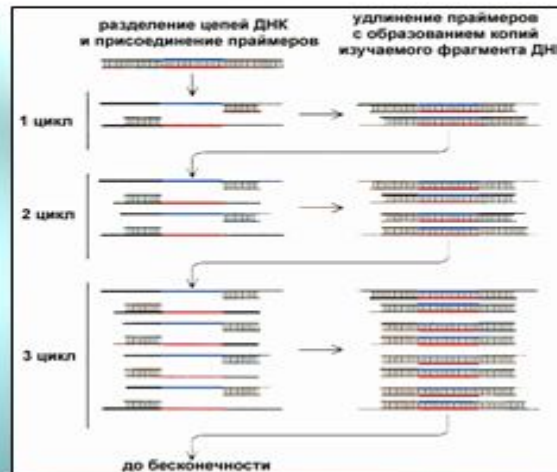 разделение цепей ДНК
и присоединение праймеров
удлинение праймеров
с образованием копий
изучаемого фрагмента ДНК
1 цикл
2 цикл
3 цикл
до бесконечности